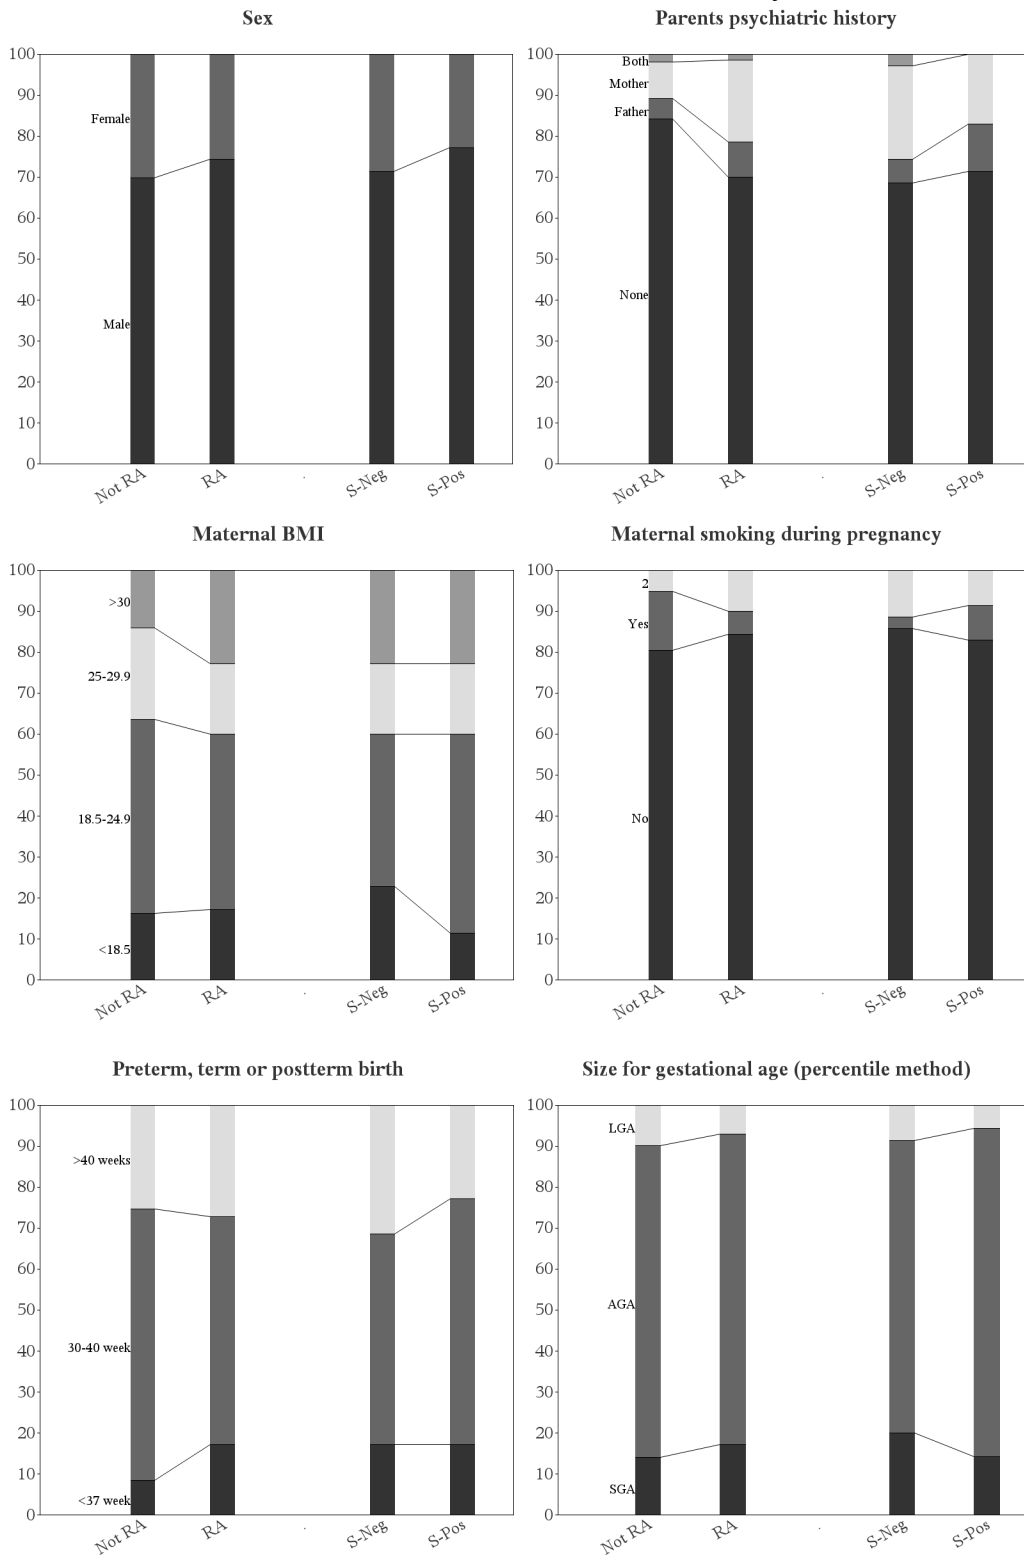 Sex
100
90
80
70
60
50
40
30
20
10
0
Female
Male
Not RA
RA
.
S-Neg
S-Pos
Parents psychiatric history
100
90
80
70
60
50
40
30
20
10
0
Both
Mother
Father
None
Not RA
RA
.
S-Neg
S-Pos
Maternal BMI
100
90
80
70
60
50
40
30
20
10
0
>30
25-29.9
18.5-24.9
<18.5
Not RA
RA
.
S-Neg
S-Pos
Maternal smoking during pregnancy
100
90
80
70
60
50
40
30
20
10
0
2
Yes
No
Not RA
RA
.
S-Neg
S-Pos
Preterm, term or postterm birth
100
90
80
70
60
50
40
30
20
10
0
>40 weeks
30-40 week
<37 week
Not RA
RA
.
S-Neg
S-Pos
Size for gestational age (percentile method)
100
90
80
70
60
50
40
30
20
10
0
LGA
AGA
SGA
Not RA
RA
.
S-Neg
S-Pos